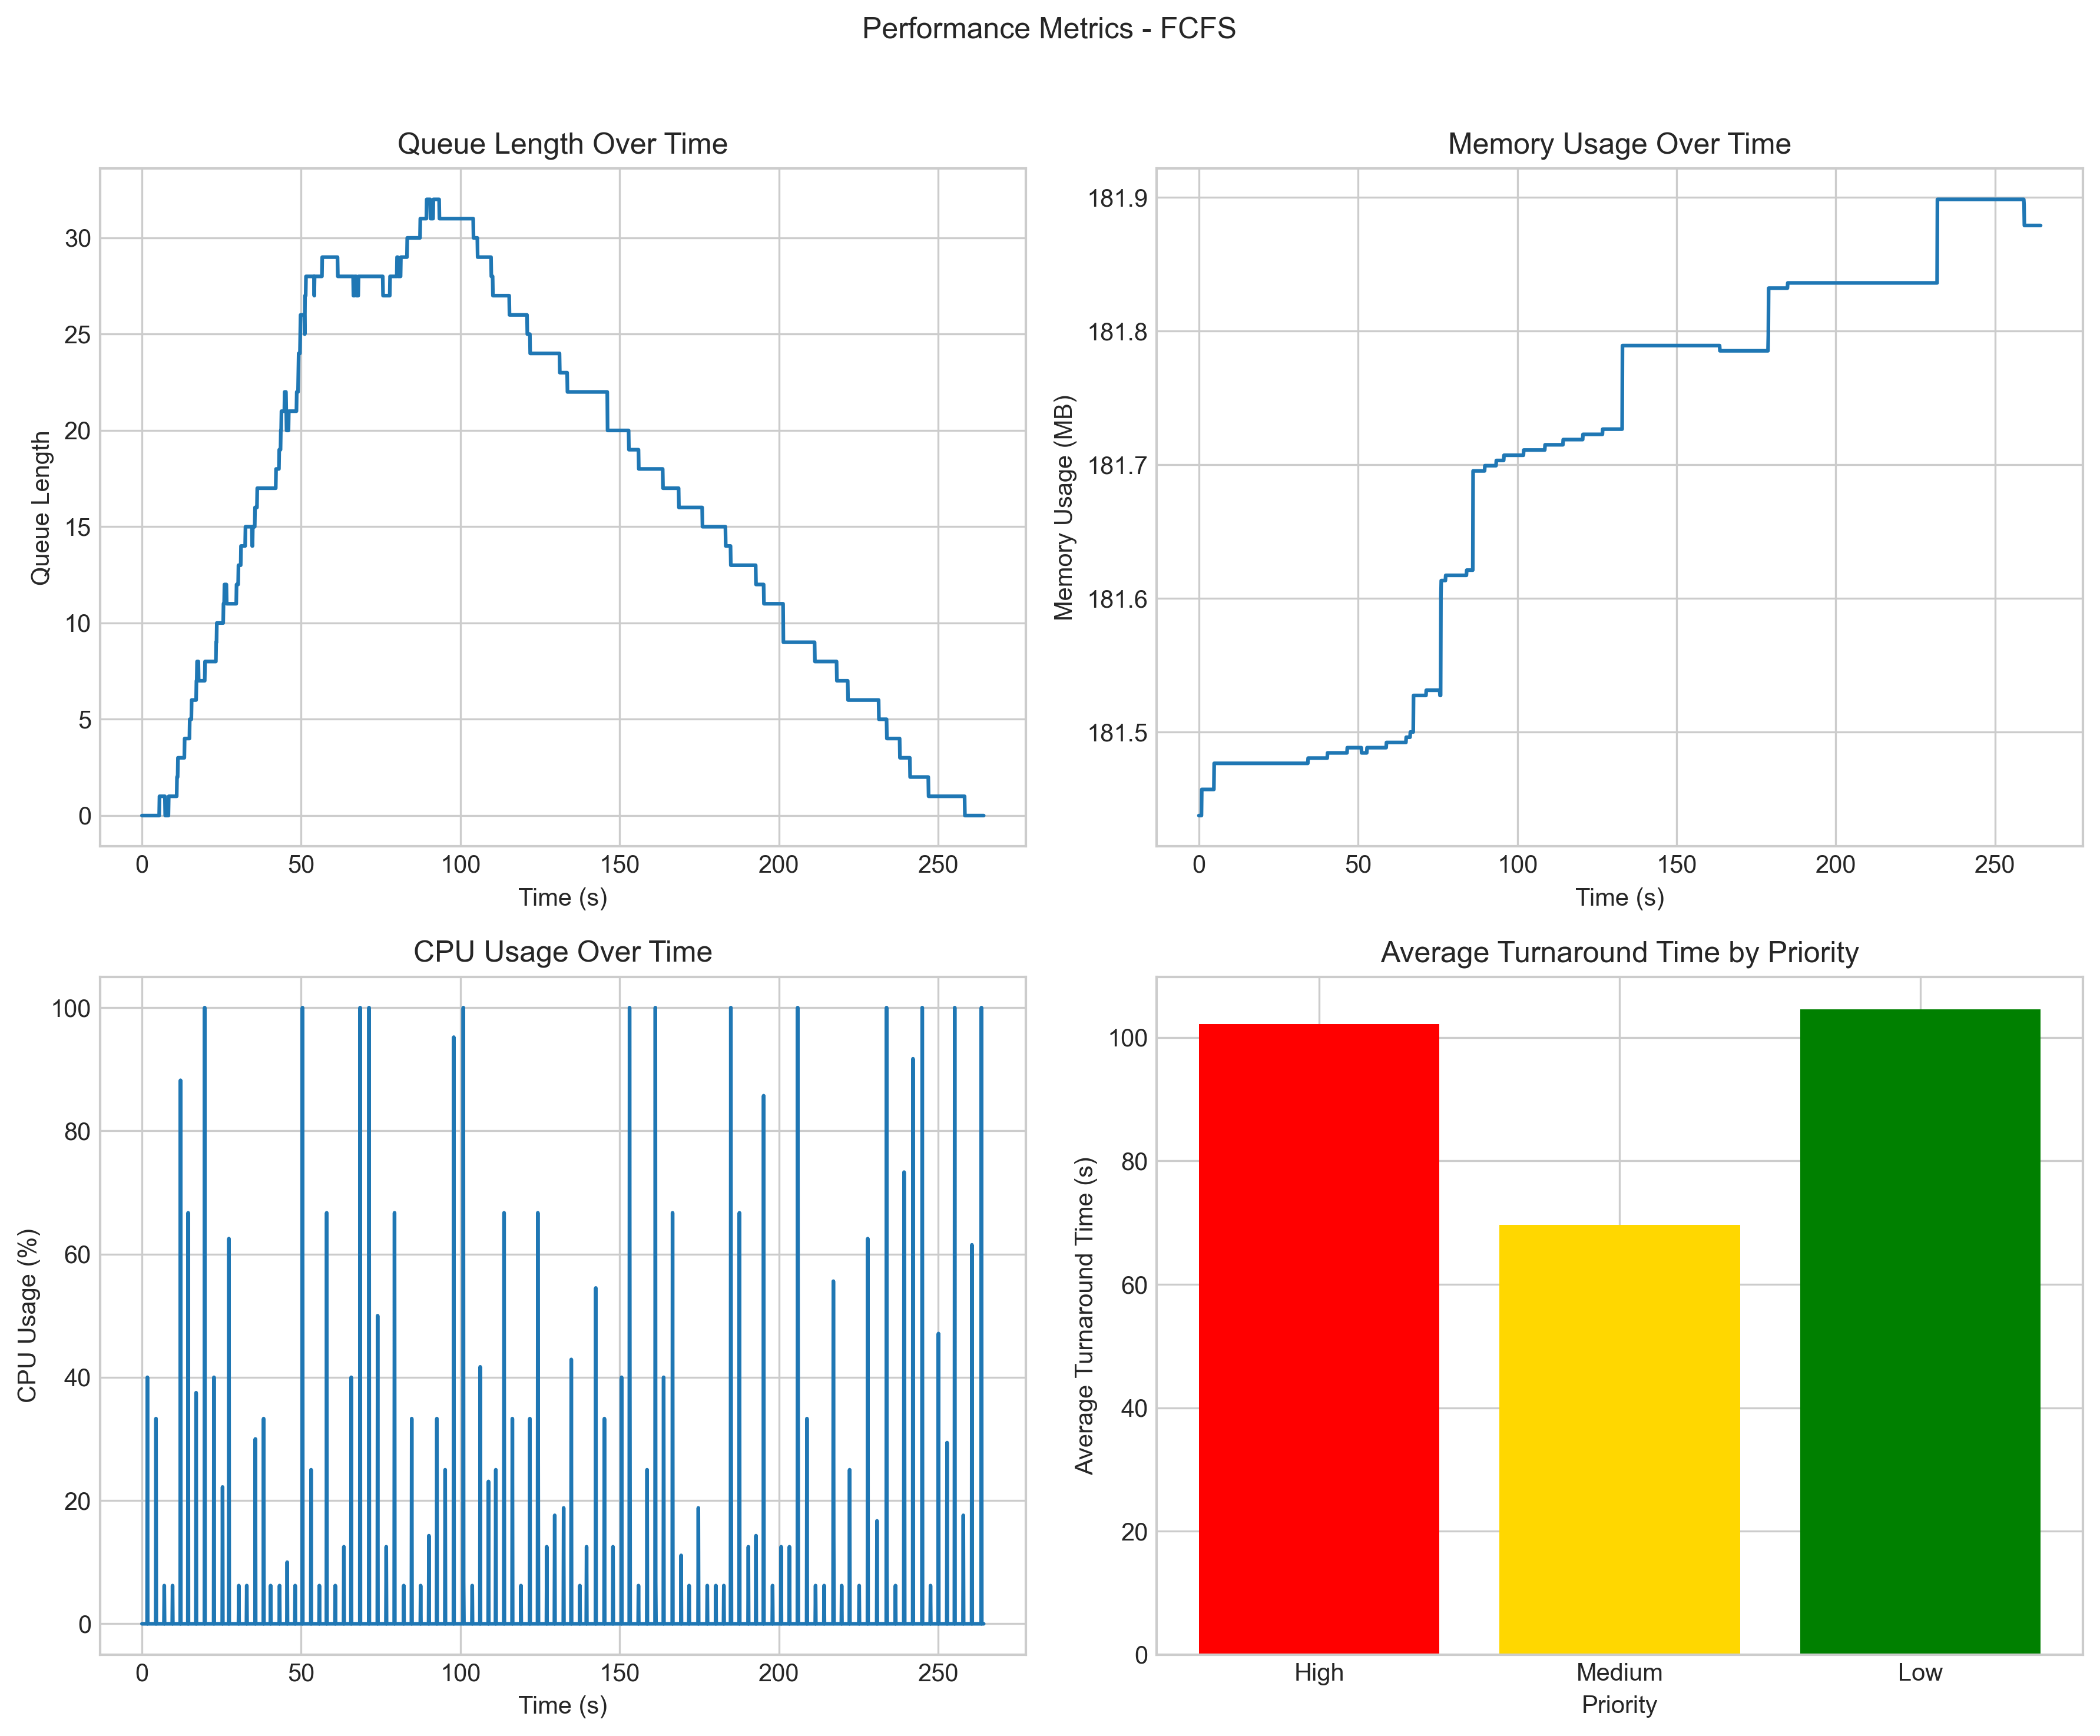 Performance Metrics - FCFS
Queue Length Over Time
30
25
20
15
10
5
0
Queue Length
0 50 100 150 200 250
Time (s)
Memory Usage Over Time
181.9
181.8
181.7
181.6
181.5
Memory Usage (MB)
0 50 100 150 200 250
Time (s)
CPU Usage Over Time
100
80
60
40
20
0
CPU Usage (%)
0 50 100 150 200 250
Time (s)
Average Turnaround Time by Priority
100
80
60
40
20
0
Average Turnaround Time (s)
High Medium Low
Priority